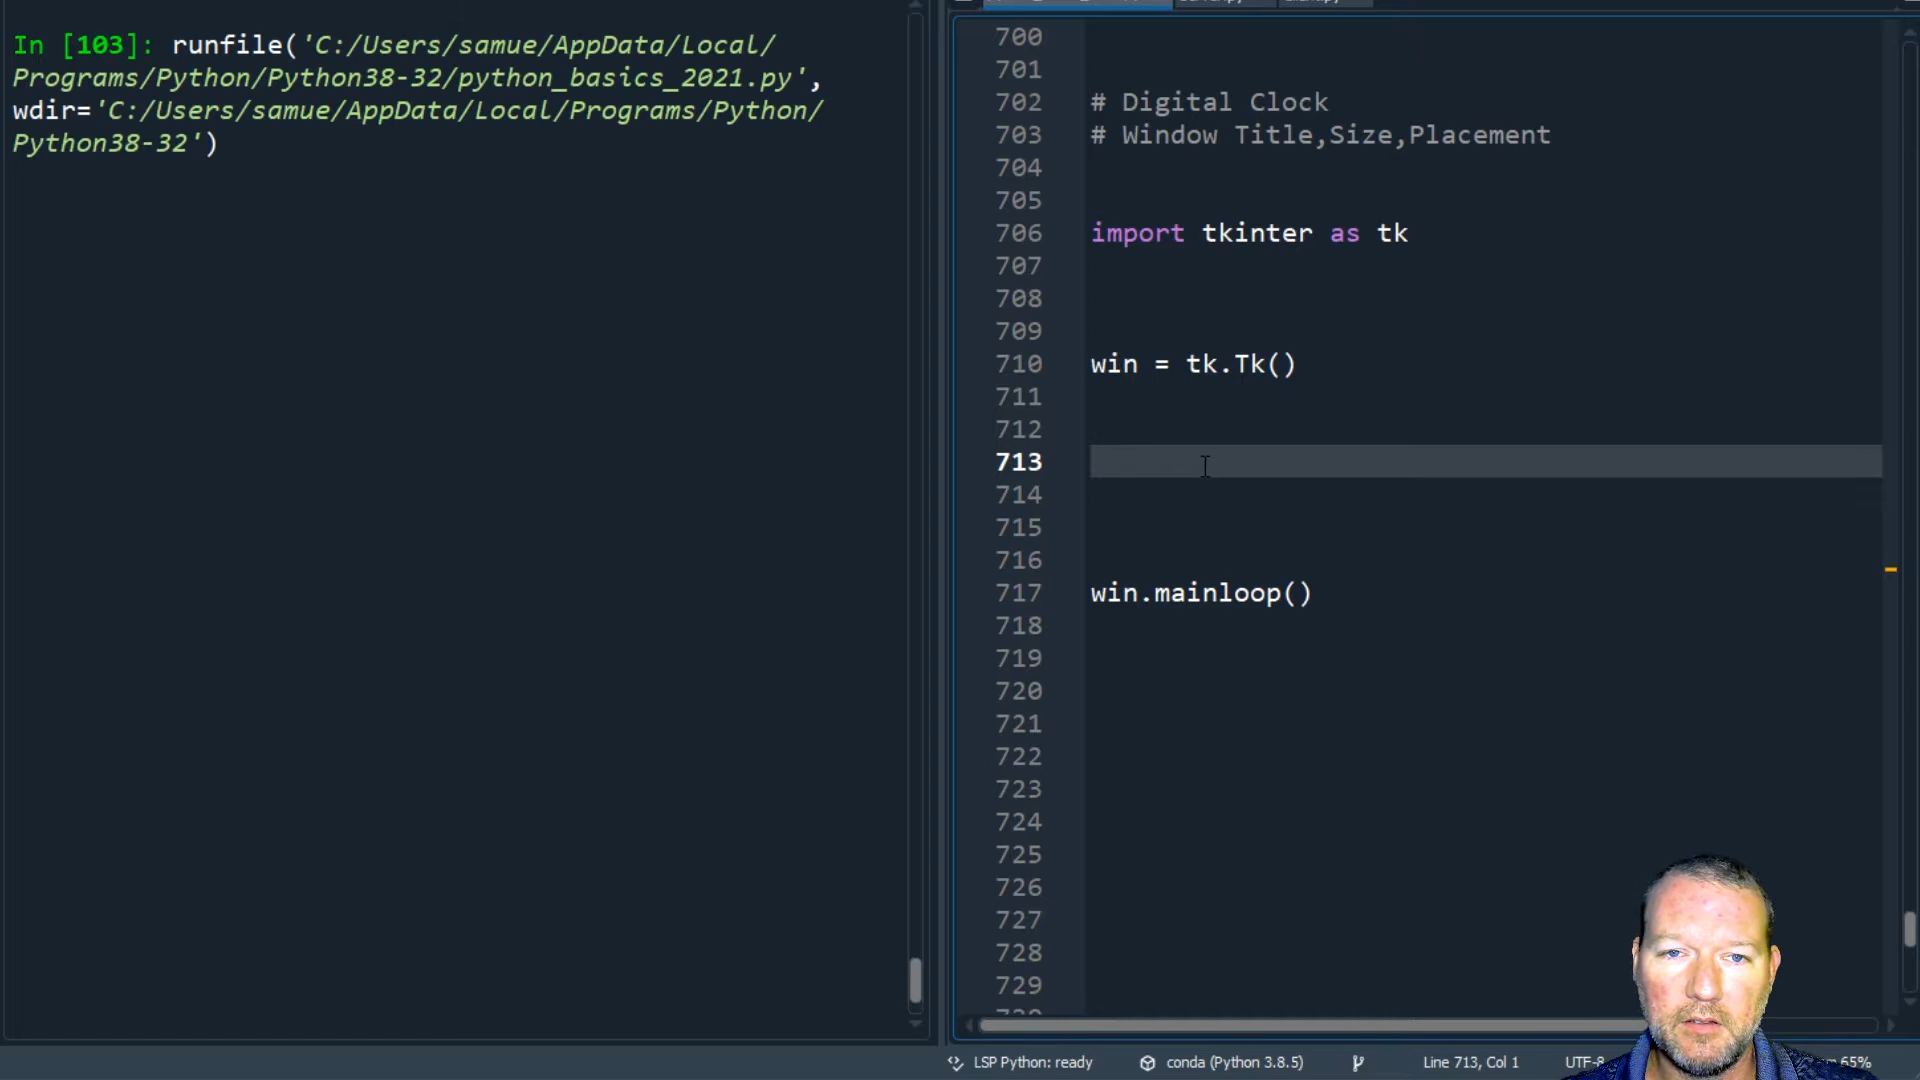 In [103]: runfile('C:/Users/samue/AppData/Local/
Programs/Python/Python38-32/python_basics_2021.py',
wdir='C:/Users/samue/AppData/Local/Programs/Python/
Python38-32')
700
701
702 # Digital Clock
703 # Window Title,Size,Placement
704
705
706 import tkinter as tk
707
708
709
710 win = tk.Tk()
711
712
713
714
715
716
717 win.mainloop()
718
719
720
721
722
723
724
725
726
727
728
729
LSP Python: ready conda (Python 3.8.5) Line 713, Col 1 UTF-8 65%